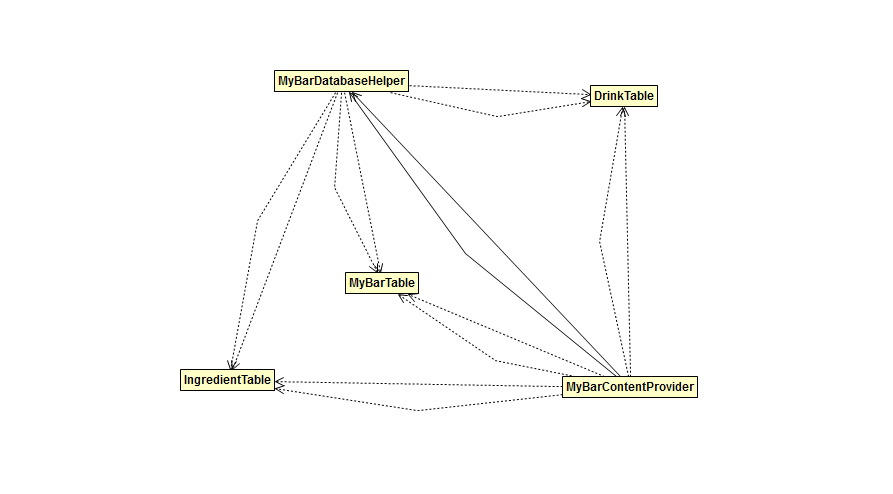 MyBarDatabaseHelper
DrinkTable
MyBarTable
IngredientTable
MyBarContentProvider